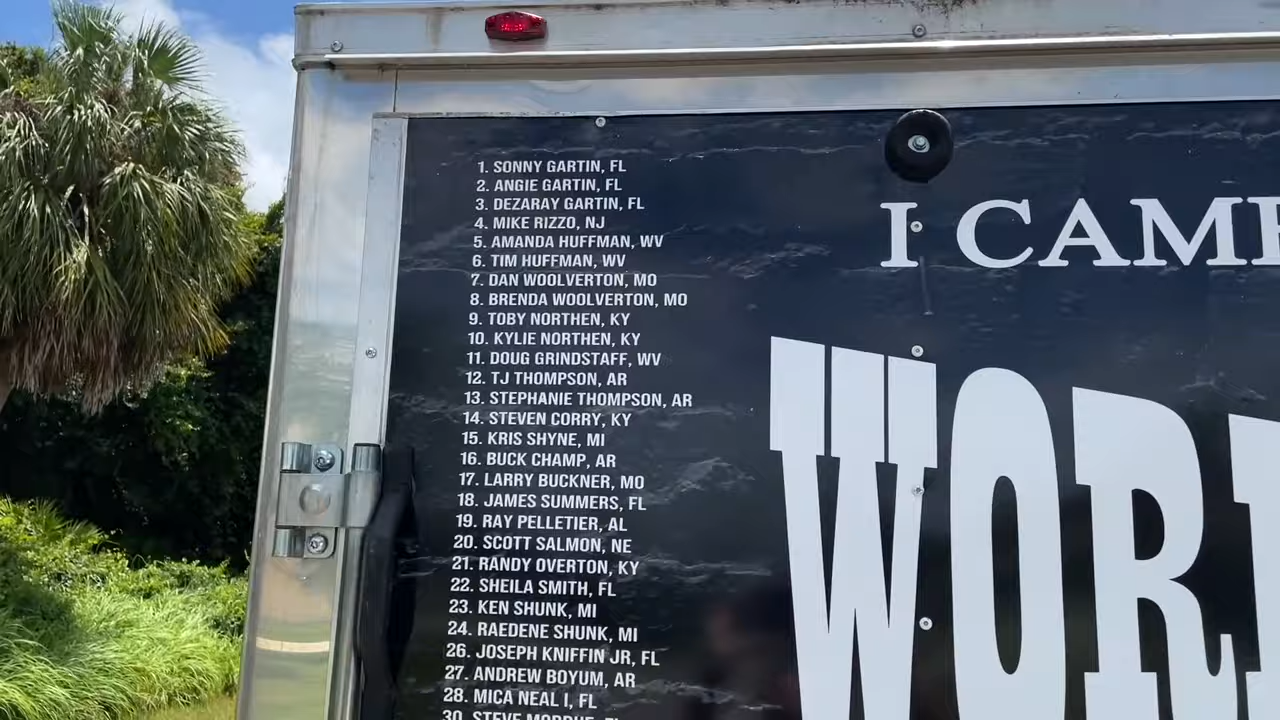 1. SONNY GARTIN, FL
2. ANGIE GARTIN, FL
3. DEZARAY GARTIN, FL
4. MIKE RIZZO, NJ
5. AMANDA HUFFMAN, WV
6. TIM HUFFMAN, WV
7. DAN WOOLVERTON, MO
8. BRENDA WOOLVERTON, MO
9. TOBY NORTHEN, KY
10. KYLIE NORTHEN, KY
11. DOUG GRINDSTAFF, WV
12. TJ THOMPSON, AR
13. STEPHANIE THOMPSON, AR
14. STEVEN CORRY, KY
15. KRIS SHYNE, MI
16. BUCK CHAMP, AR
17. LARRY BUCKNER, MO
18. JAMES SUMMERS, FL
19. RAY PELLETIER, AL
20. SCOTT SALMON, NE
21. RANDY OVERTON, KY
22. SHEILA SMITH, FL
23. KEN SHUNK, MI
24. RAEDENE SHUNK, MI
26. JOSEPH KNIFFIN JR, FL
27. ANDREW BOYUM, AR
28. MICA NEAL I, FL
30. STEVE
I CAME
WOR